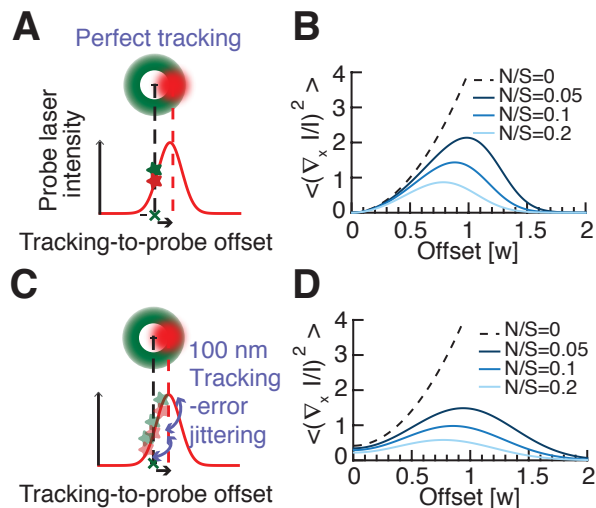 A
Perfect tracking
Probe laser
intensity
Tracking-to-probe offset
B
<(∇x I/I)²>
4
3
2
1
0
N/S=0
N/S=0.05
N/S=0.1
N/S=0.2
0
0.5
1
1.5
2
Offset [w]
C
100 nm
Tracking
-error
jittering
Tracking-to-probe offset
D
<(∇x I/I)²>
4
3
2
1
0
N/S=0
N/S=0.05
N/S=0.1
N/S=0.2
0
0.5
1
1.5
2
Offset [w]